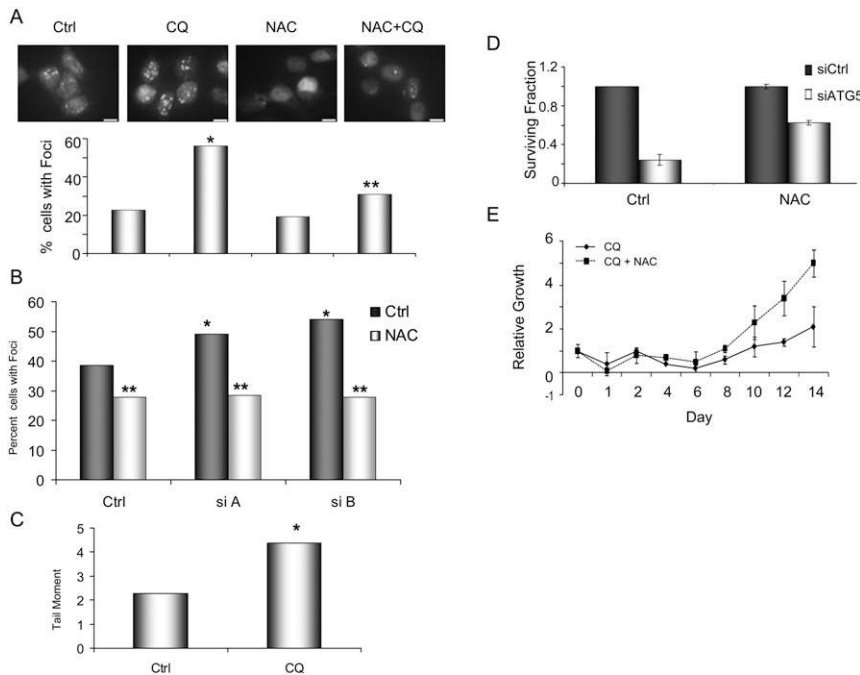 A
Ctrl CQ NAC NAC+CQ
% cells with Foci
60
40
20
0
*
**
B
Percent cells with Foci
60
50
40
30
20
10
0
Ctrl
NAC
*
*
**
**
**
Ctrl si A si B
C
Tail Moment
5
4
3
2
1
0
*
Ctrl CQ
D
Surviving Fraction
1.2
0.8
0.4
0
siCtrl
siATG5
Ctrl NAC
E
Relative Growth
6
4
2
0
-1
CQ
CQ + NAC
0 1 2 4 6 8 10 12 14
Day